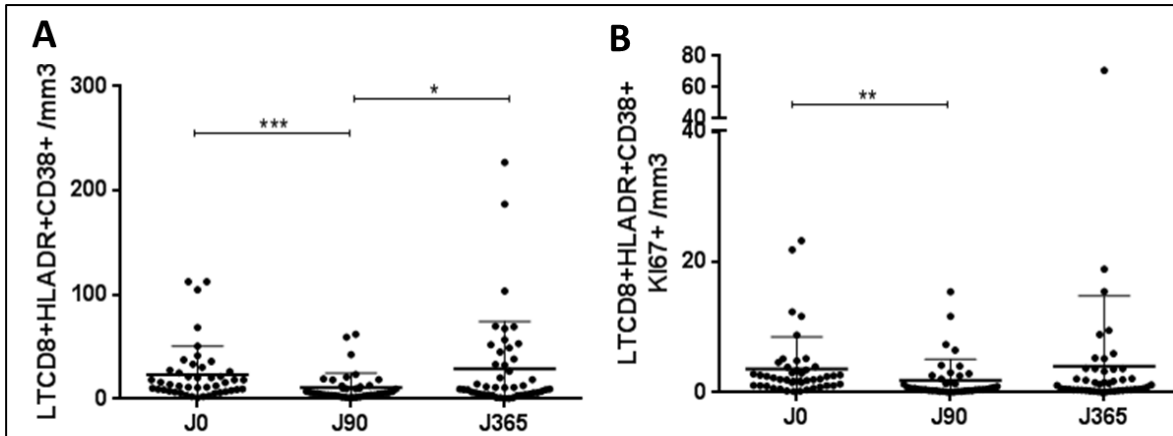 A
LTCD8+HLADR+CD38+ /mm3
300
200
100
0
***
*
J0
J90
J365
B
LTCD8+HLADR+CD38+
KI67+ /mm3
80
60
40
40
20
0
**
J0
J90
J365